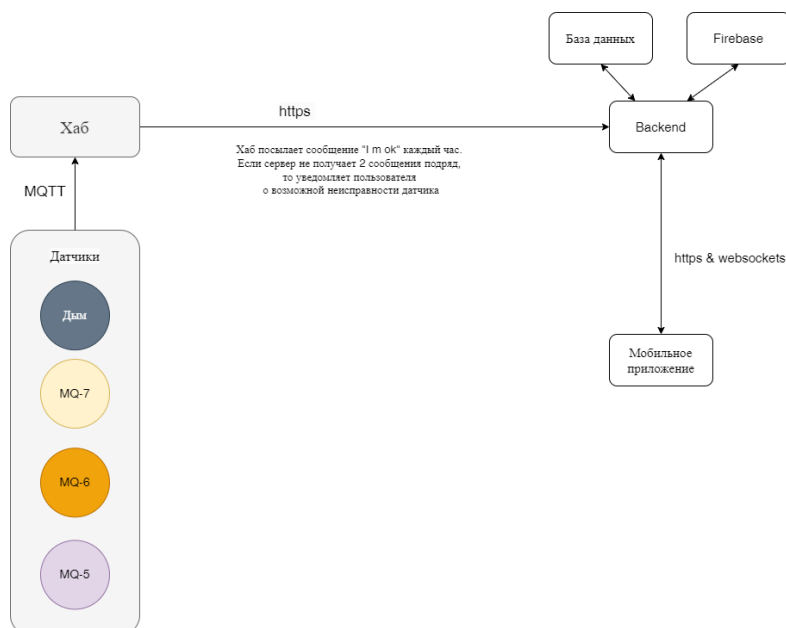 База данных
Firebase
Хаб
https
Backend
Хаб посылает сообщение "I m ok" каждый час.
Если сервер не получает 2 сообщения подряд,
то уведомляет пользователя
о возможной неисправности датчика
MQTT
Датчики
https & websockets
Дым
Мобильное
приложение
MQ-7
MQ-6
MQ-5